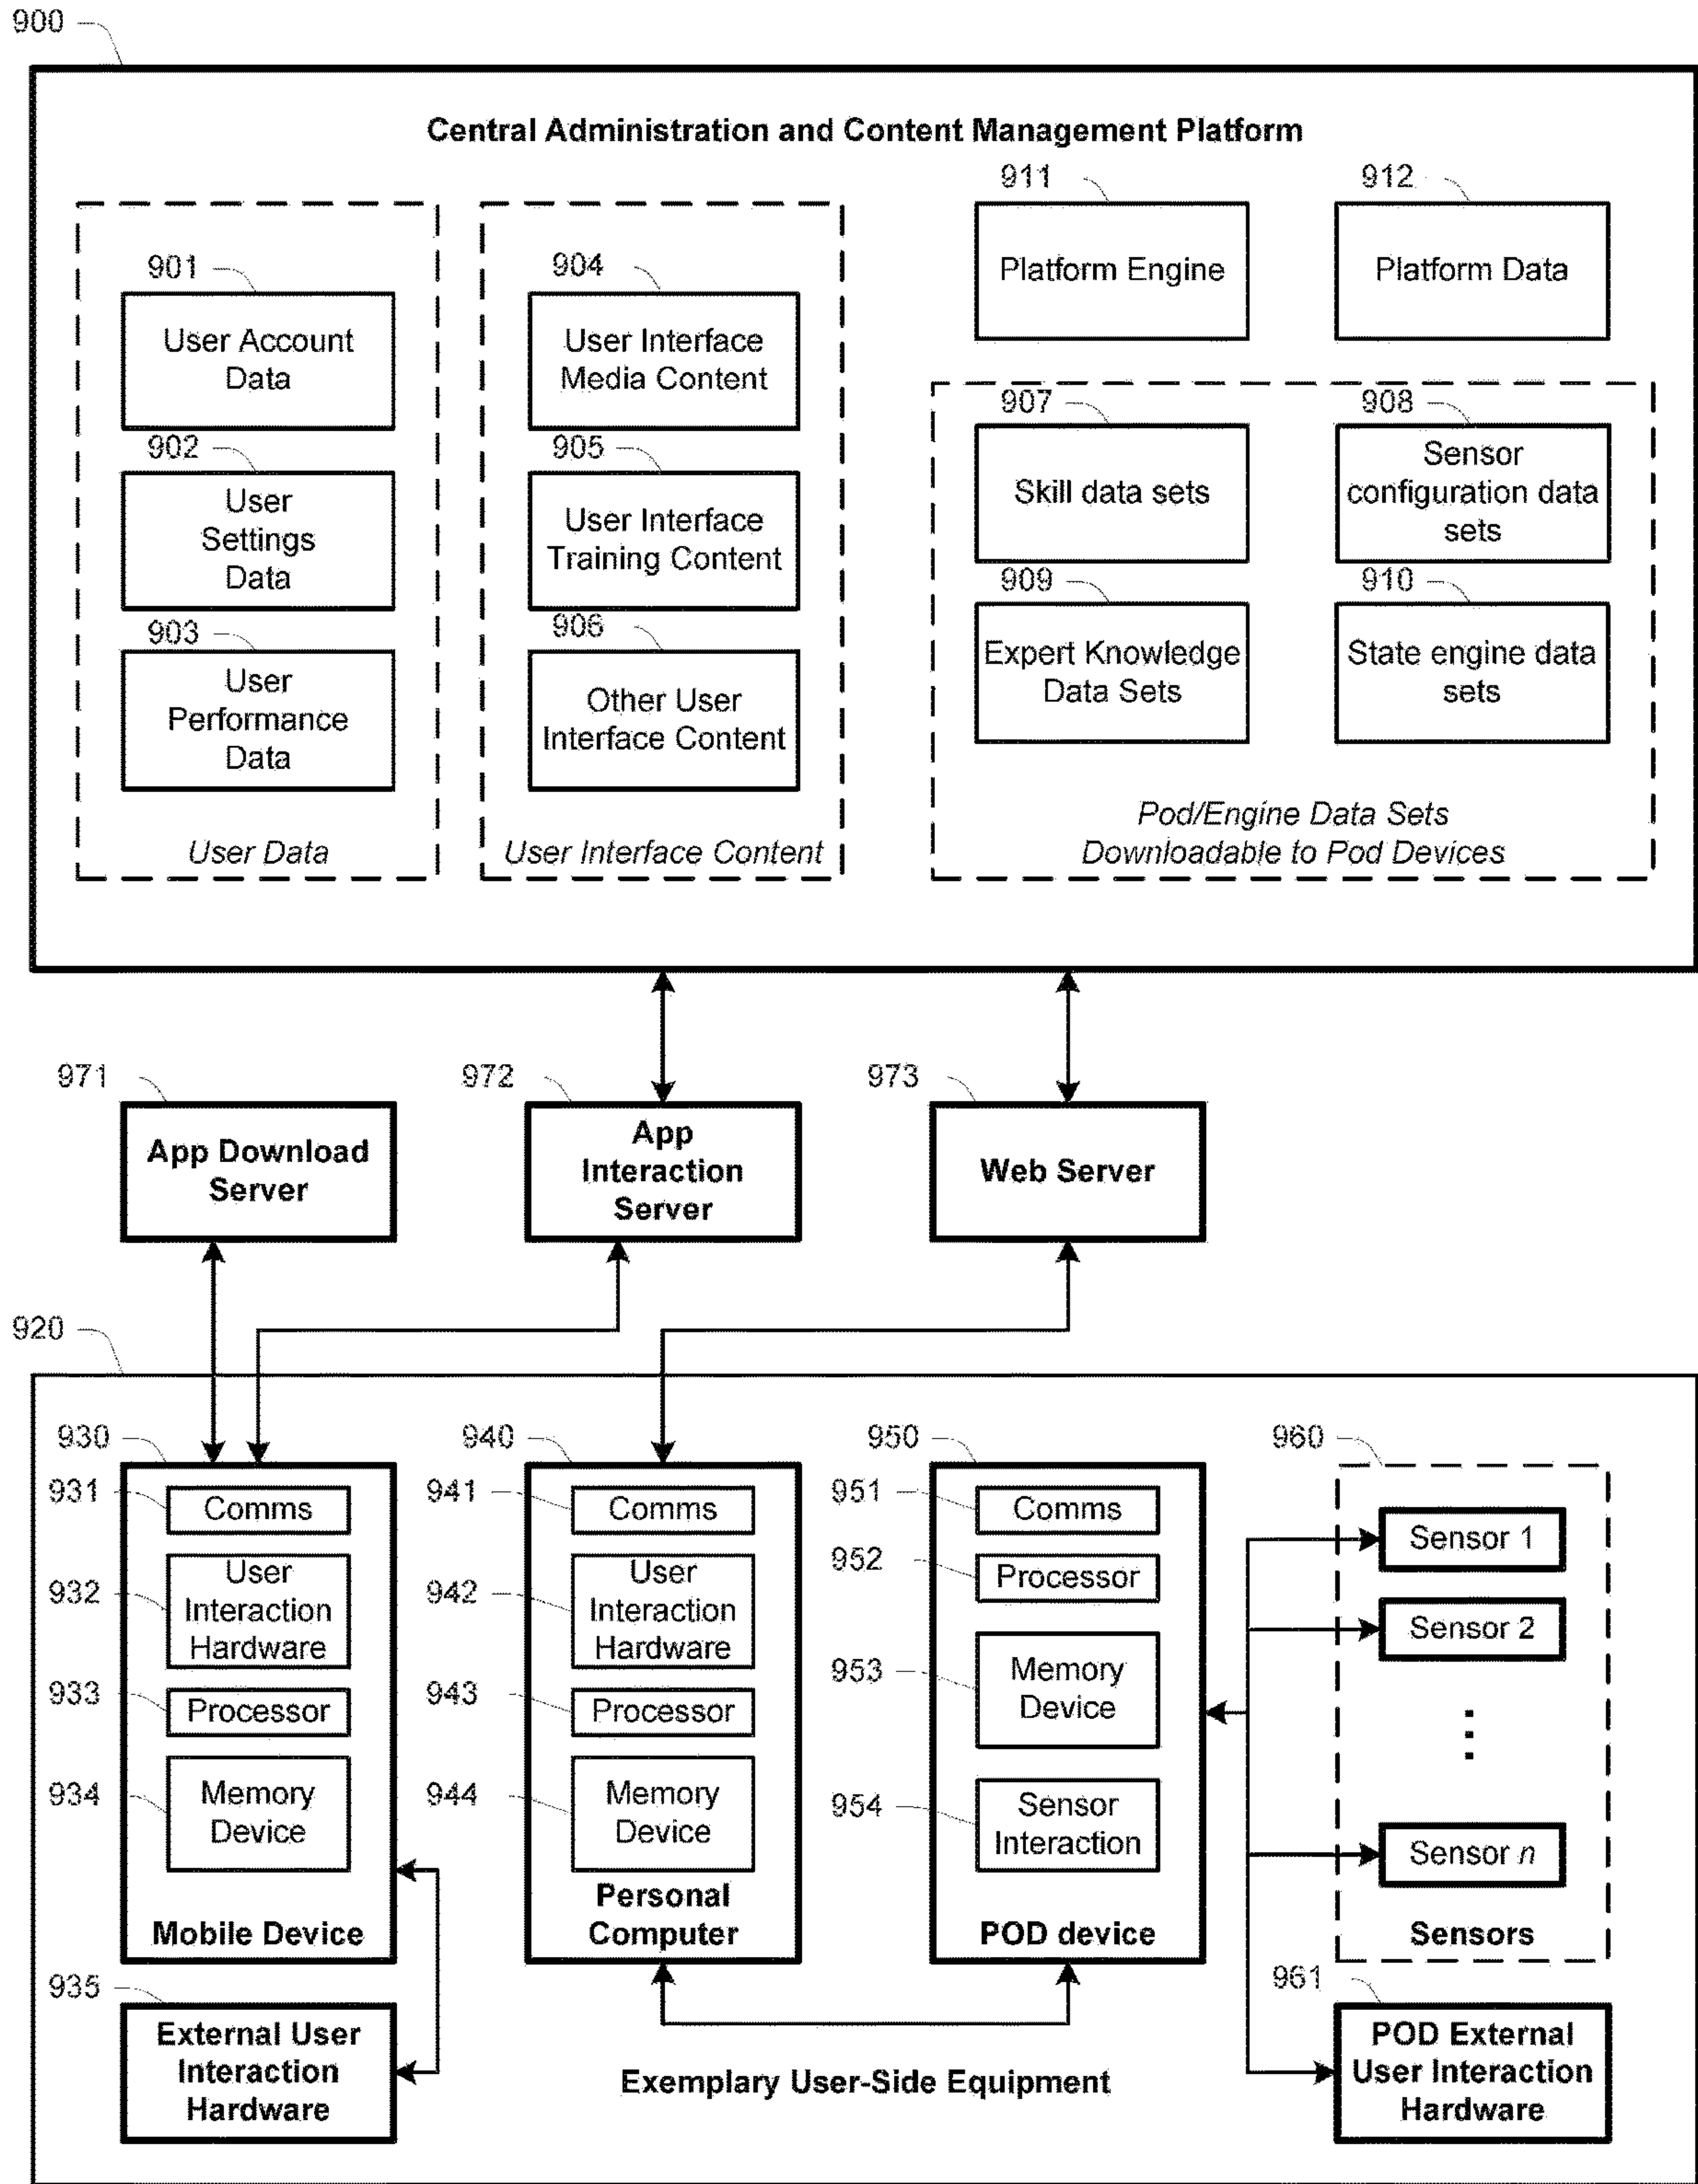 900
Central Administration and Content Management Platform
911
912
Platform Engine
Platform Data
901
User Account
Data
902
User
Settings
Data
903
User
Performance
Data
User Data
904
User Interface
Media Content
905
User Interface
Training Content
906
Other User
Interface Content
User Interface Content
907
Skill data sets
908
Sensor
configuration data
sets
909
Expert Knowledge
Data Sets
910
State engine data
sets
Pod/Engine Data Sets
Downloadable to Pod Devices
971
App Download
Server
972
App
Interaction
Server
973
Web Server
920
930
931
Comms
932
User
Interaction
Hardware
933
Processor
934
Memory
Device
Mobile Device
935
External User
Interaction
Hardware
940
941
Comms
942
User
Interaction
Hardware
943
Processor
944
Memory
Device
Personal
Computer
950
951
Comms
952
Processor
953
Memory
Device
954
Sensor
Interaction
POD device
960
Sensor 1
Sensor 2
⋮
Sensor n
Sensors
961
POD External
User Interaction
Hardware
Exemplary User-Side Equipment